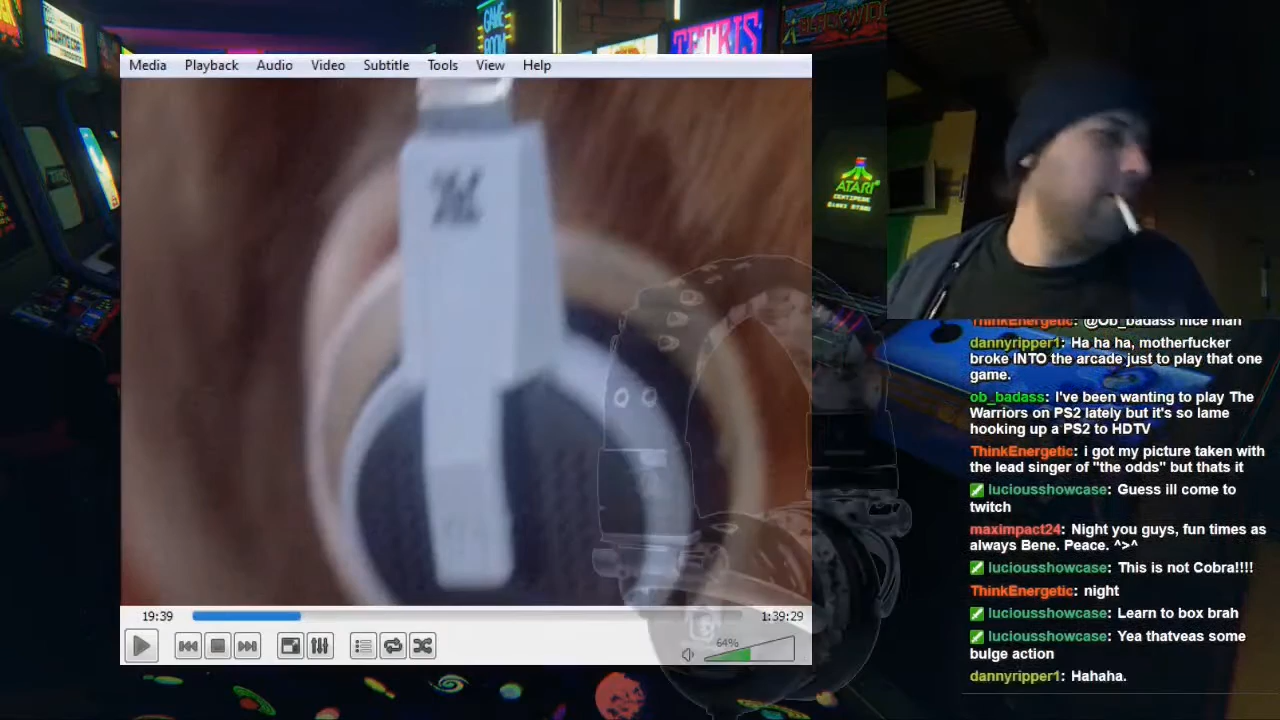 GAME
ROOM
TETRIS
Media Playback Audio Video Subtitle Tools View Help
ATARI
CENTIPEDE
19:39
1:39:29
64%
ThinkEnergetic: @Ob_badass nice man
dannyripper1: Ha ha ha, motherfucker
broke INTO the arcade just to play that one
game.
ob_badass: I've been wanting to play The
Warriors on PS2 lately but it's so lame
hooking up a PS2 to HDTV
ThinkEnergetic: i got my picture taken with
the lead singer of "the odds" but thats it
luciousshowcase: Guess ill come to
twitch
maximpact24: Night you guys, fun times as
always Bene. Peace. ^>^
luciousshowcase: This is not Cobra!!!!
ThinkEnergetic: night
luciousshowcase: Learn to box brah
luciousshowcase: Yea thatveas some
bulge action
dannyripper1: Hahaha.